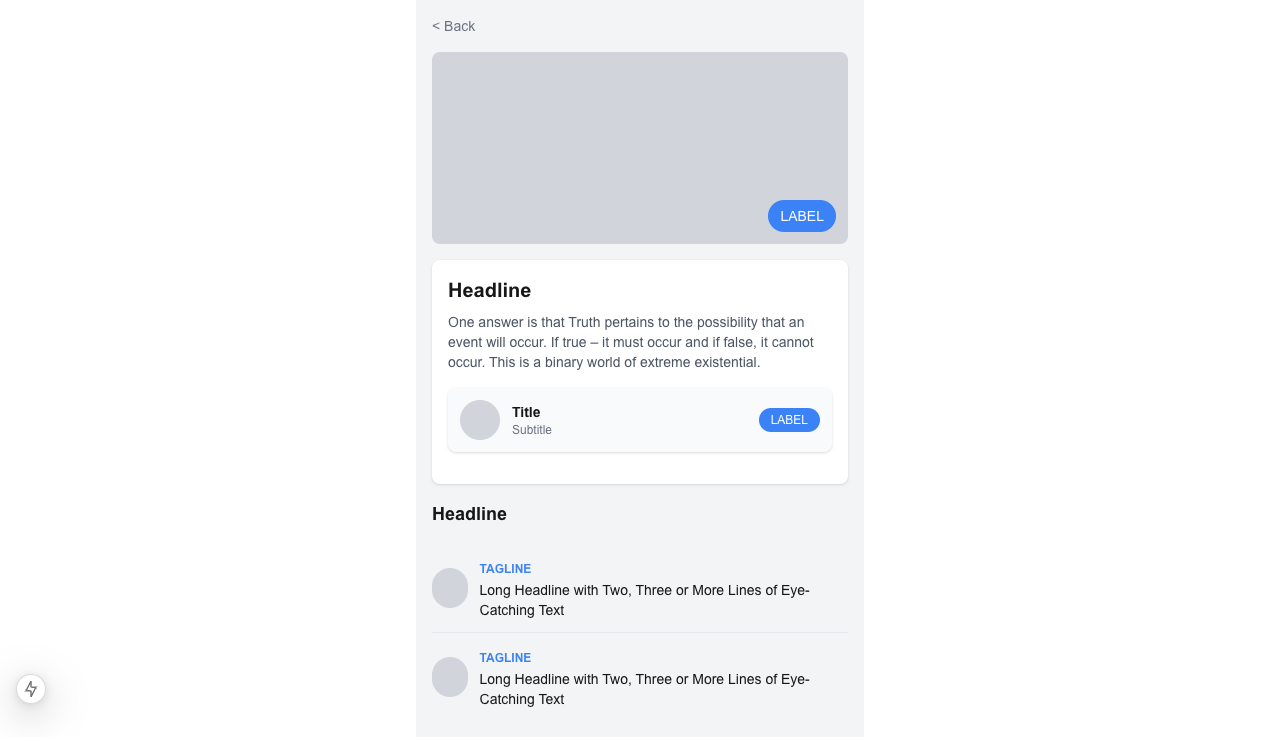 < Back
LABEL
Headline
One answer is that Truth pertains to the possibility that an
event will occur. If true – it must occur and if false, it cannot
occur. This is a binary world of extreme existential.
Title
Subtitle
LABEL
Headline
TAGLINE
Long Headline with Two, Three or More Lines of Eye-
Catching Text
TAGLINE
Long Headline with Two, Three or More Lines of Eye-
Catching Text